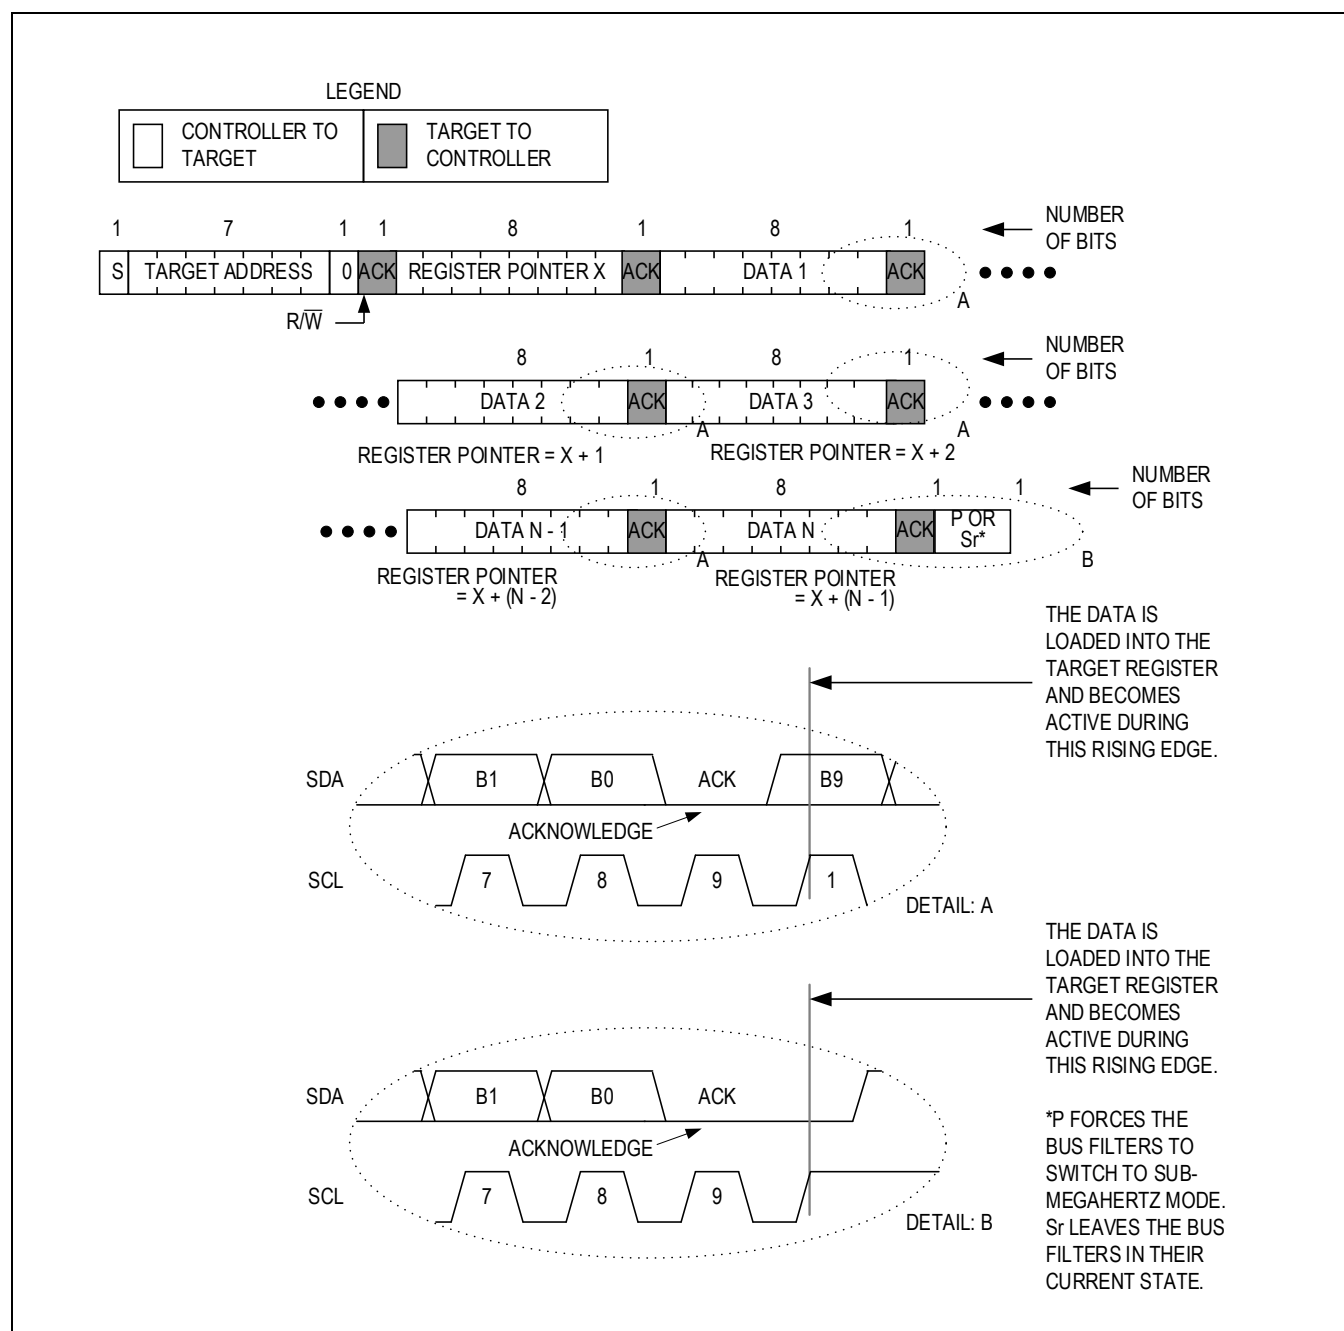 LEGEND
CONTROLLER TO
TARGET
TARGET TO
CONTROLLER
1 7 1 1 8 1 8 1
NUMBER
OF BITS
S TARGET ADDRESS 0 ACK REGISTER POINTER X ACK DATA 1 ACK
A
R/W̅
8 1 8 1
NUMBER
OF BITS
DATA 2 ACK DATA 3 ACK
A A
REGISTER POINTER = X + 1 REGISTER POINTER = X + 2
8 1 8 1 1
NUMBER
OF BITS
DATA N - 1 ACK DATA N ACK P OR
Sr*
A B
REGISTER POINTER
= X + (N - 2)
REGISTER POINTER
= X + (N - 1)
THE DATA IS
LOADED INTO THE
TARGET REGISTER
AND BECOMES
ACTIVE DURING
THIS RISING EDGE.
SDA B1 B0 ACK B9
ACKNOWLEDGE
SCL 7 8 9 1
DETAIL: A
THE DATA IS
LOADED INTO THE
TARGET REGISTER
AND BECOMES
ACTIVE DURING
THIS RISING EDGE.
SDA B1 B0 ACK
ACKNOWLEDGE
SCL 7 8 9
DETAIL: B
*P FORCES THE
BUS FILTERS TO
SWITCH TO SUB-
MEGAHERTZ MODE.
Sr LEAVES THE BUS
FILTERS IN THEIR
CURRENT STATE.